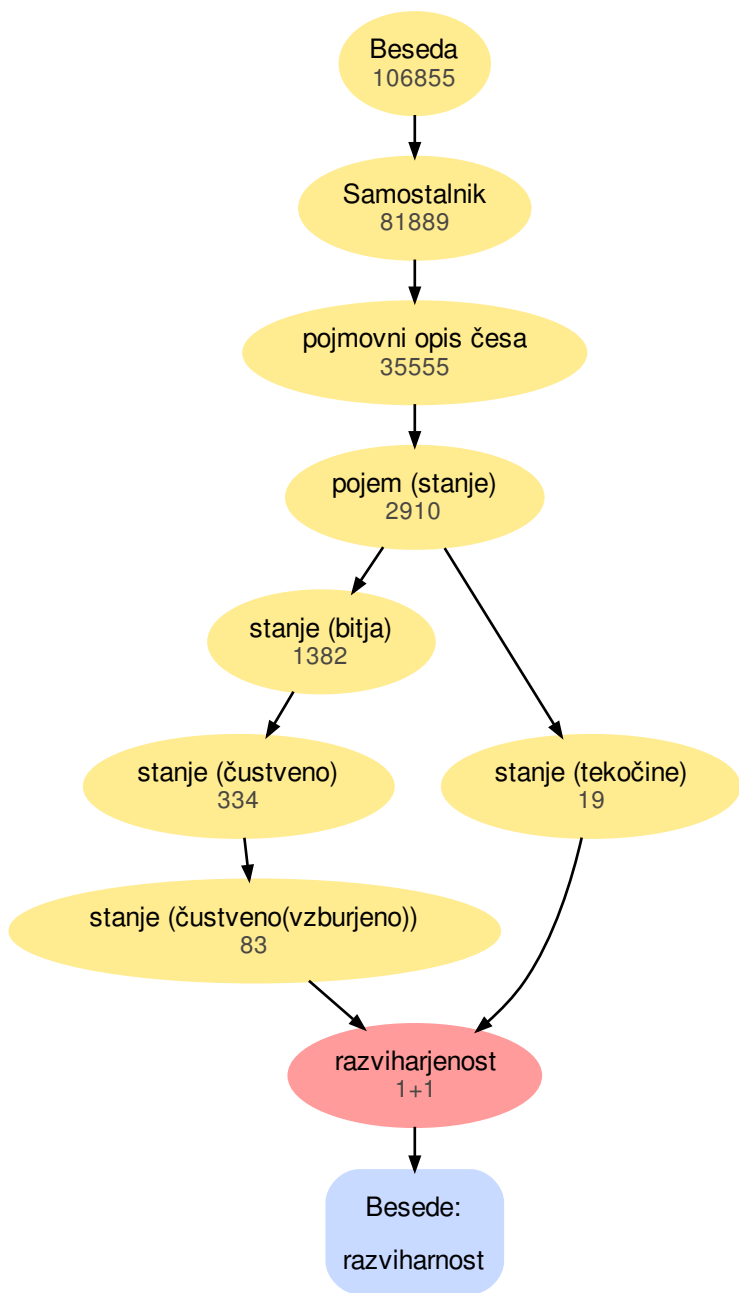 Beseda
106855
Samostalnik
81889
pojmovni opis česa
35555
pojem (stanje)
2910
stanje (bitja)
1382
stanje (čustveno)
334
stanje (tekočine)
19
stanje (čustveno(vzburjeno))
83
razviharjenost
1+1
Besede:
razviharnost